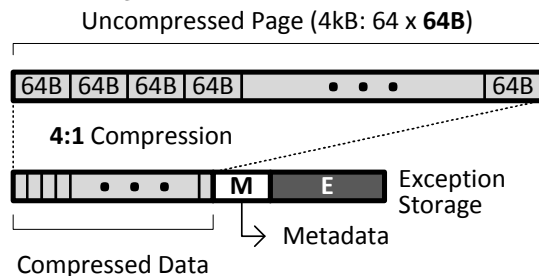 Uncompressed Page (4kB: 64 x 64B)
64B 64B 64B 64B • • • 64B
4:1 Compression
• • • M E Exception
Storage
Metadata
Compressed Data